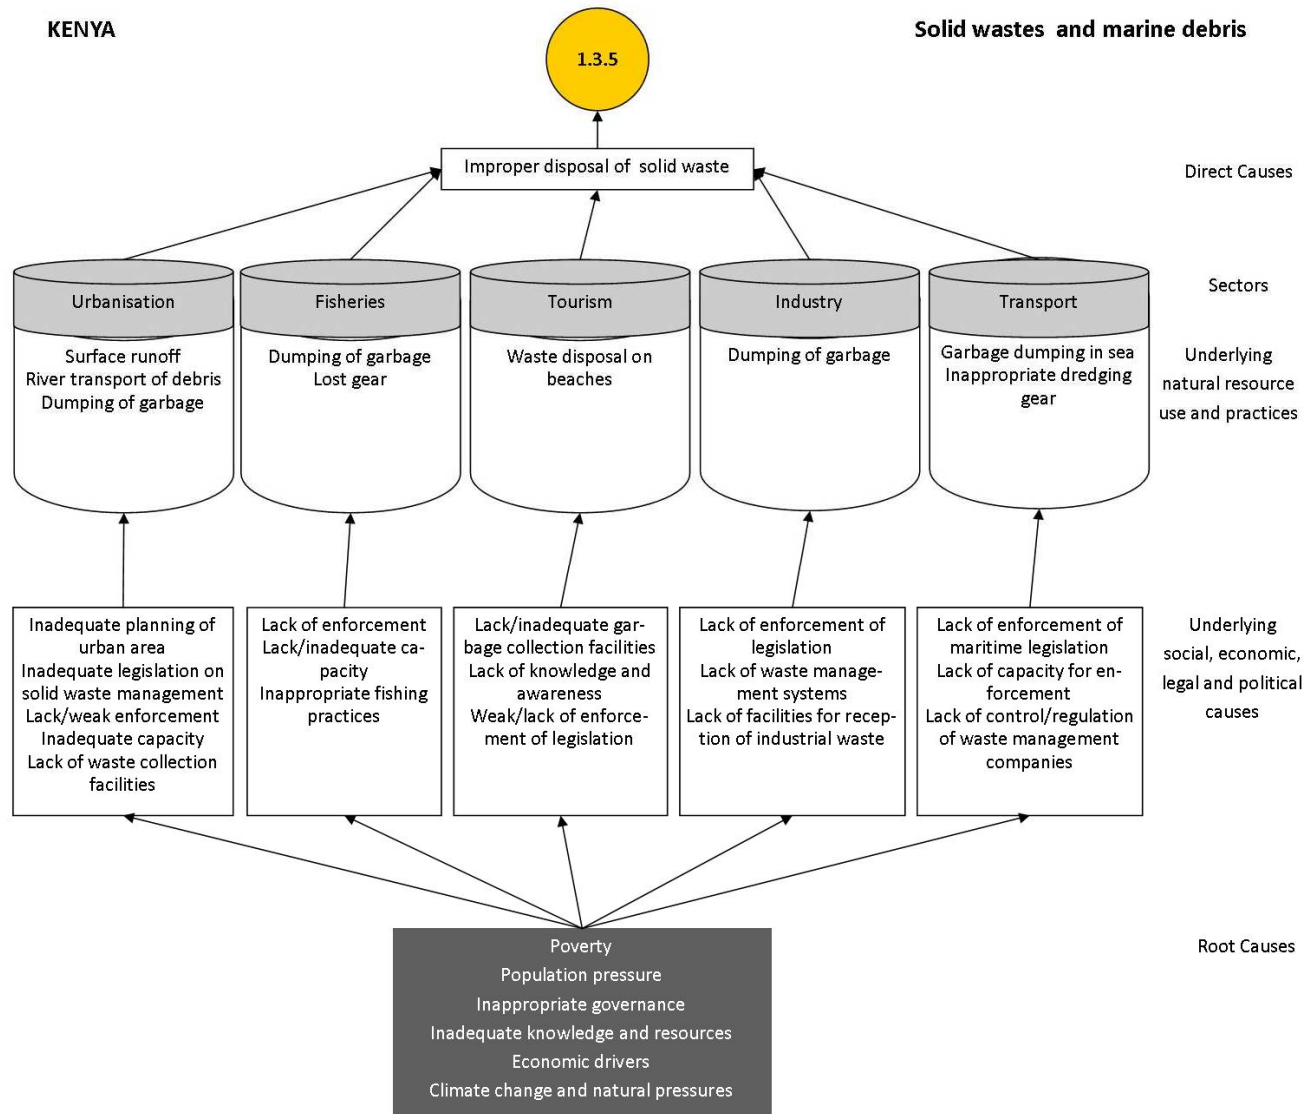 KENYA
Solid wastes and marine debris
1.3.5
Improper disposal of solid waste
Direct Causes
Urbanisation
Fisheries
Tourism
Industry
Transport
Sectors
Surface runoff
River transport of debris
Dumping of garbage
Dumping of garbage
Lost gear
Waste disposal on
beaches
Dumping of garbage
Garbage dumping in sea
Inappropriate dredging
gear
Underlying
natural resource
use and practices
Inadequate planning of
urban area
Inadequate legislation on
solid waste management
Lack/weak enforcement
Inadequate capacity
Lack of waste collection
facilities
Lack of enforcement
Lack/inadequate ca-
pacity
Inappropriate fishing
practices
Lack/inadequate gar-
bage collection facilities
Lack of knowledge and
awareness
Weak/lack of enforce-
ment of legislation
Lack of enforcement of
legislation
Lack of waste manage-
ment systems
Lack of facilities for recep-
tion of industrial waste
Lack of enforcement of
maritime legislation
Lack of capacity for en-
forcement
Lack of control/regulation
of waste management
companies
Underlying
social, economic,
legal and political
causes
Poverty
Population pressure
Inappropriate governance
Inadequate knowledge and resources
Economic drivers
Climate change and natural pressures
Root Causes